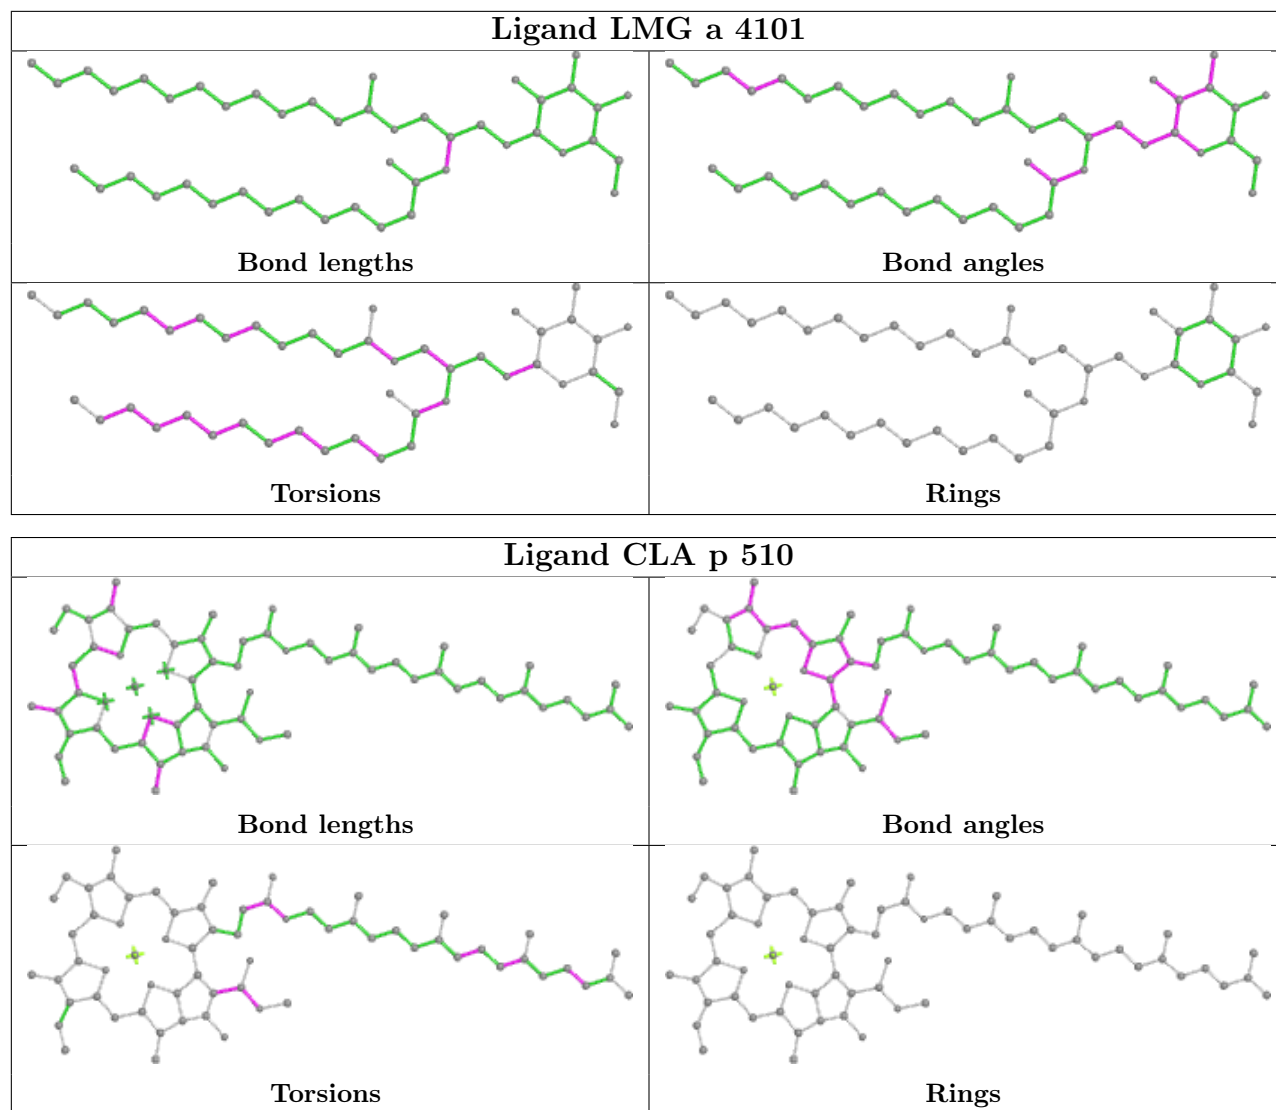 Ligand LMG a 4101
Bond lengths
Bond angles
Torsions
Rings
Ligand CLA p 510
Bond lengths
Bond angles
Torsions
Rings